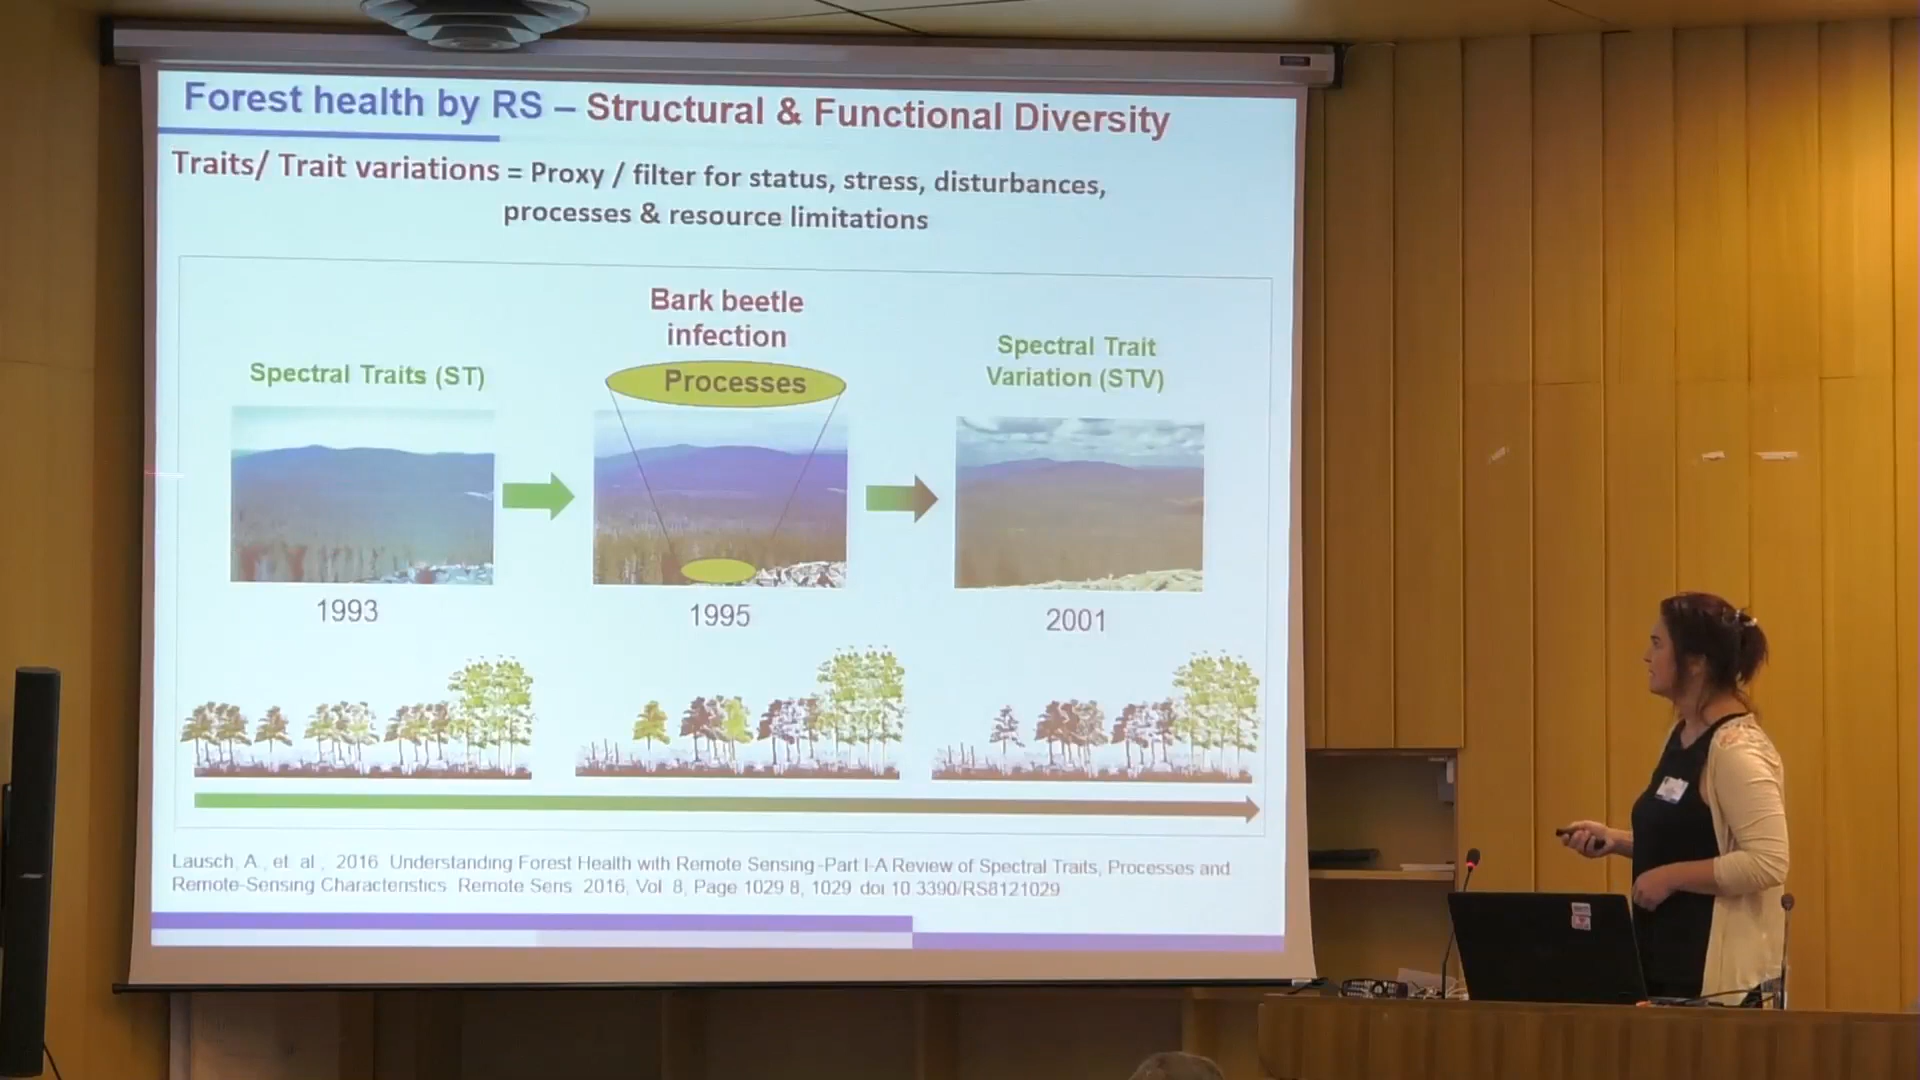 Forest health by RS – Structural & Functional Diversity
Traits/ Trait variations = Proxy / filter for status, stress, disturbances,
processes & resource limitations
Bark beetle
infection
Processes
Spectral Traits (ST)
Spectral Trait
Variation (STV)
1993
1995
2001
Lausch, A., et. al., 2016 Understanding Forest Health with Remote Sensing -Part I-A Review of Spectral Traits, Processes and
Remote-Sensing Characteristics Remote Sens 2016, Vol. 8, Page 1029 8, 1029 doi 10.3390/RS8121029